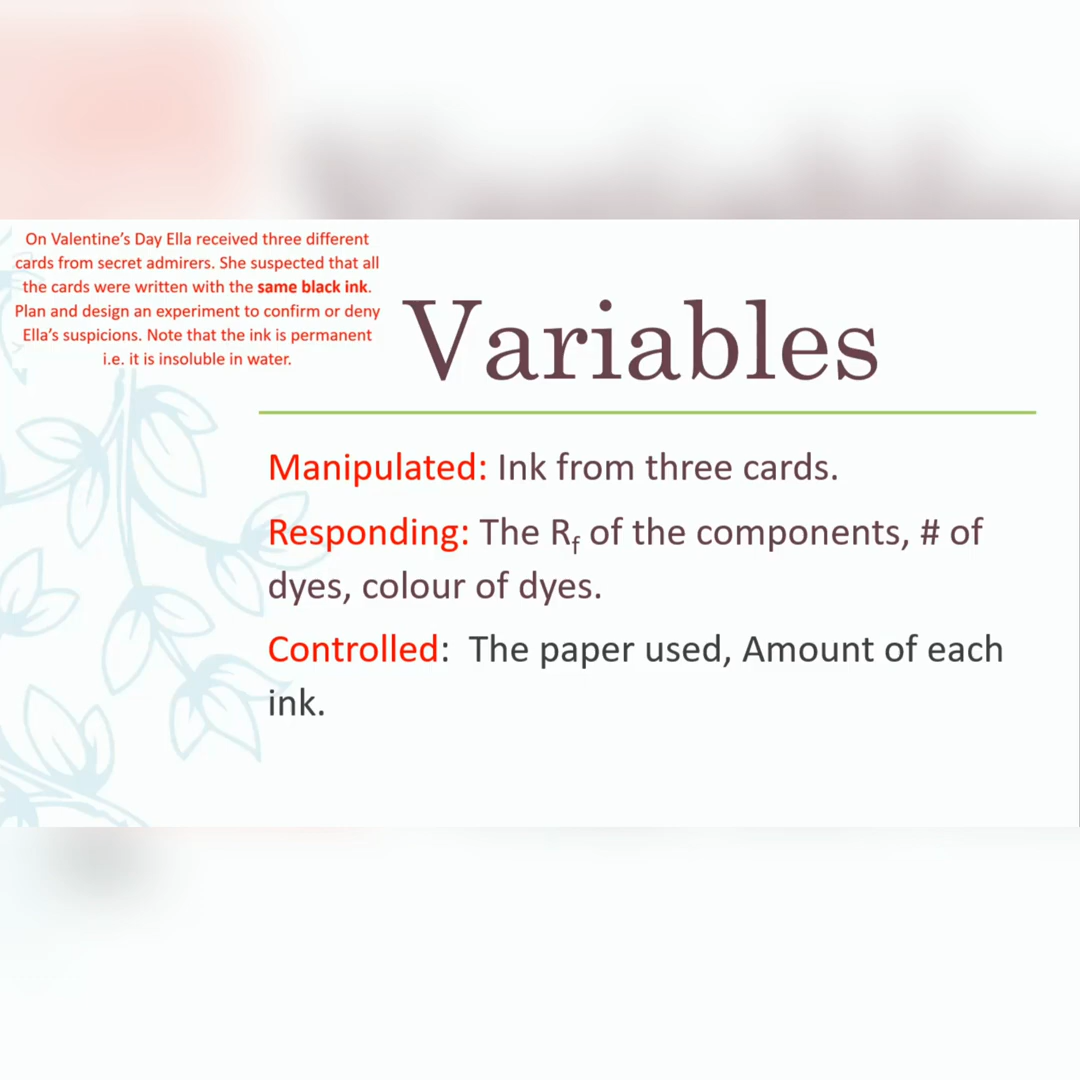 On Valentine's Day Ella received three different
cards from secret admirers. She suspected that all
the cards were written with the same black ink.
Plan and design an experiment to confirm or deny
Ella's suspicions. Note that the ink is permanent
i.e. it is insoluble in water.
Variables
Manipulated: Ink from three cards.
Responding: The Rf of the components, # of
dyes, colour of dyes.
Controlled:  The paper used, Amount of each
ink.